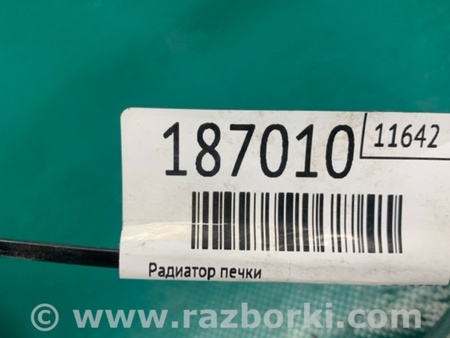 187010
11642
Радиатор печки
© www.razborki.com